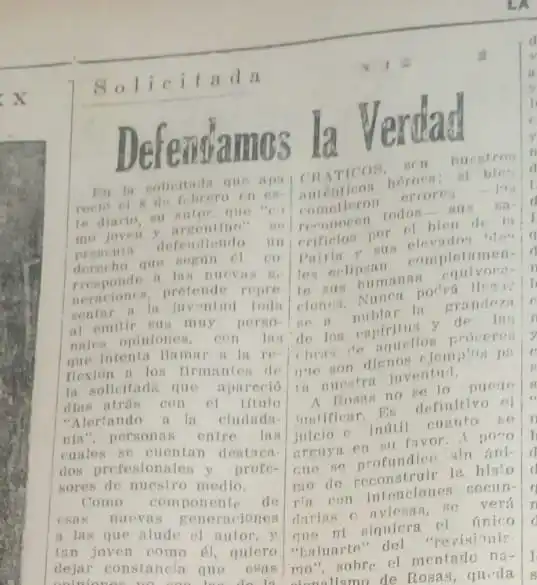 LA
X X
Solicitada
Defendamos la Verdad
En la solicitada que apa
reció el 8 de febrero en es-
te diario, su autor, que "co
mo joven y argentino" se
presenta defendiendo un
derecho que según él co
rresponde a las nuevas ge
neraciones, pretende repre
sentar a la juventud toda
al emitir sus muy perso-
nales opiniones, con las
que intenta llamar a la re-
flexión a los firmantes de
la solicitada que apareció
días atrás con el título
"Alertando a la ciudada-
nía", personas entre las
cuales se cuentan destaca-
dos profesionales y profe-
sores de nuestro medio.
Como componente de
esas nuevas generaciones
a las que alude el autor, y
tan joven como él, quiero
dejar constancia que esas
opiniones no son las de la
CRATICOS, son nuestros
auténticos héroes; si bien
cometieron errores —los
reconocen todos— sus sa-
crificios por el bien de la
Patria y sus elevados idea-
les eclipsan completamen-
te sus humanas equivoca-
ciones. Nunca podrá llegar
se a nublar la grandeza
de los espíritus y de las
obras de aquellos próceres
que son dignos ejemplos pa
ra nuestra juventud.
A Rosas no se lo puede
justificar. Es definitivo el
juicio e inútil cuanto se
arguya en su favor. A poco
que se profundice sin áni-
mo de reconstruir la histo
ria con intenciones secun-
darias o aviesas, se verá
que ni siquiera el único
"baluarte" del "revisionis-
mo", sobre el mentado na-
cionalismo de Rosas, queda